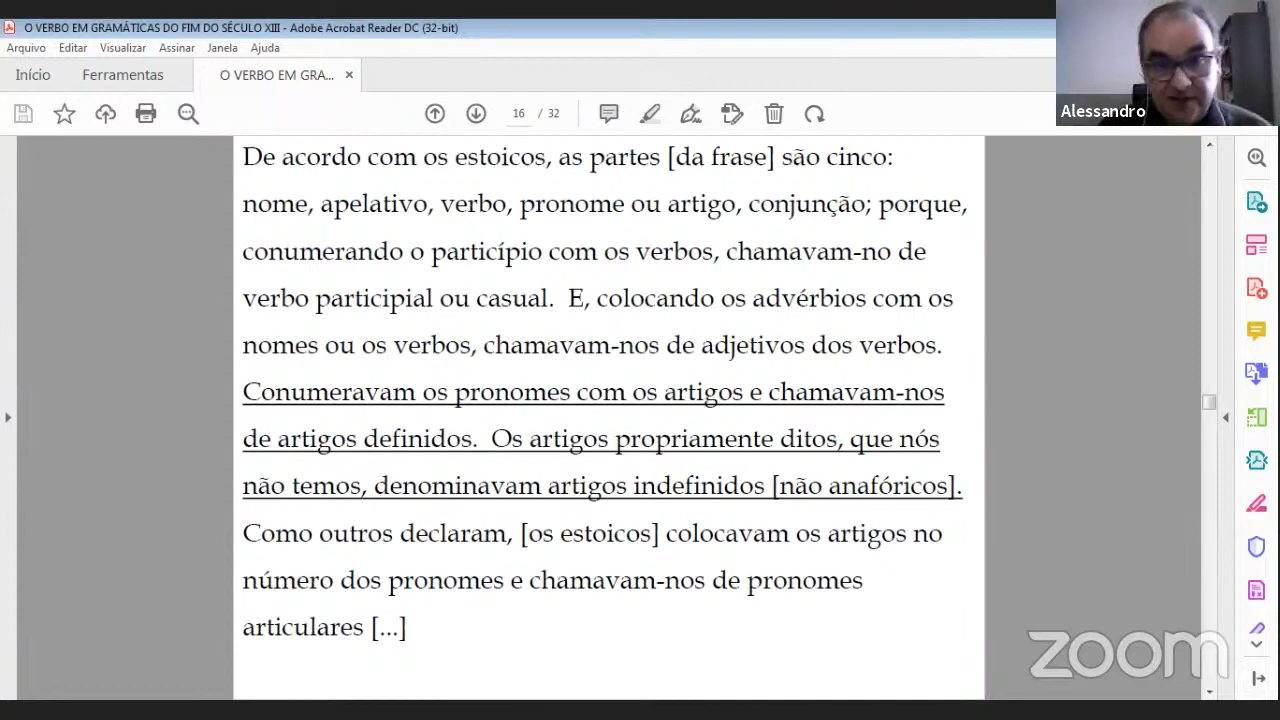 O VERBO EM GRAMÁTICAS DO FIM DO SÉCULO XIII - Adobe Acrobat Reader DC (32-bit)
Arquivo Editar Visualizar Assinar Janela Ajuda
Início Ferramentas O VERBO EM GRA... ×
16 / 32
Alessandro
De acordo com os estoicos, as partes [da frase] são cinco:
nome, apelativo, verbo, pronome ou artigo, conjunção; porque,
conumerando o particípio com os verbos, chamavam-no de
verbo participial ou casual. E, colocando os advérbios com os
nomes ou os verbos, chamavam-nos de adjetivos dos verbos.
Conumeravam os pronomes com os artigos e chamavam-nos
de artigos definidos. Os artigos propriamente ditos, que nós
não temos, denominavam artigos indefinidos [não anafóricos].
Como outros declaram, [os estoicos] colocavam os artigos no
número dos pronomes e chamavam-nos de pronomes
articulares [...]
zoom